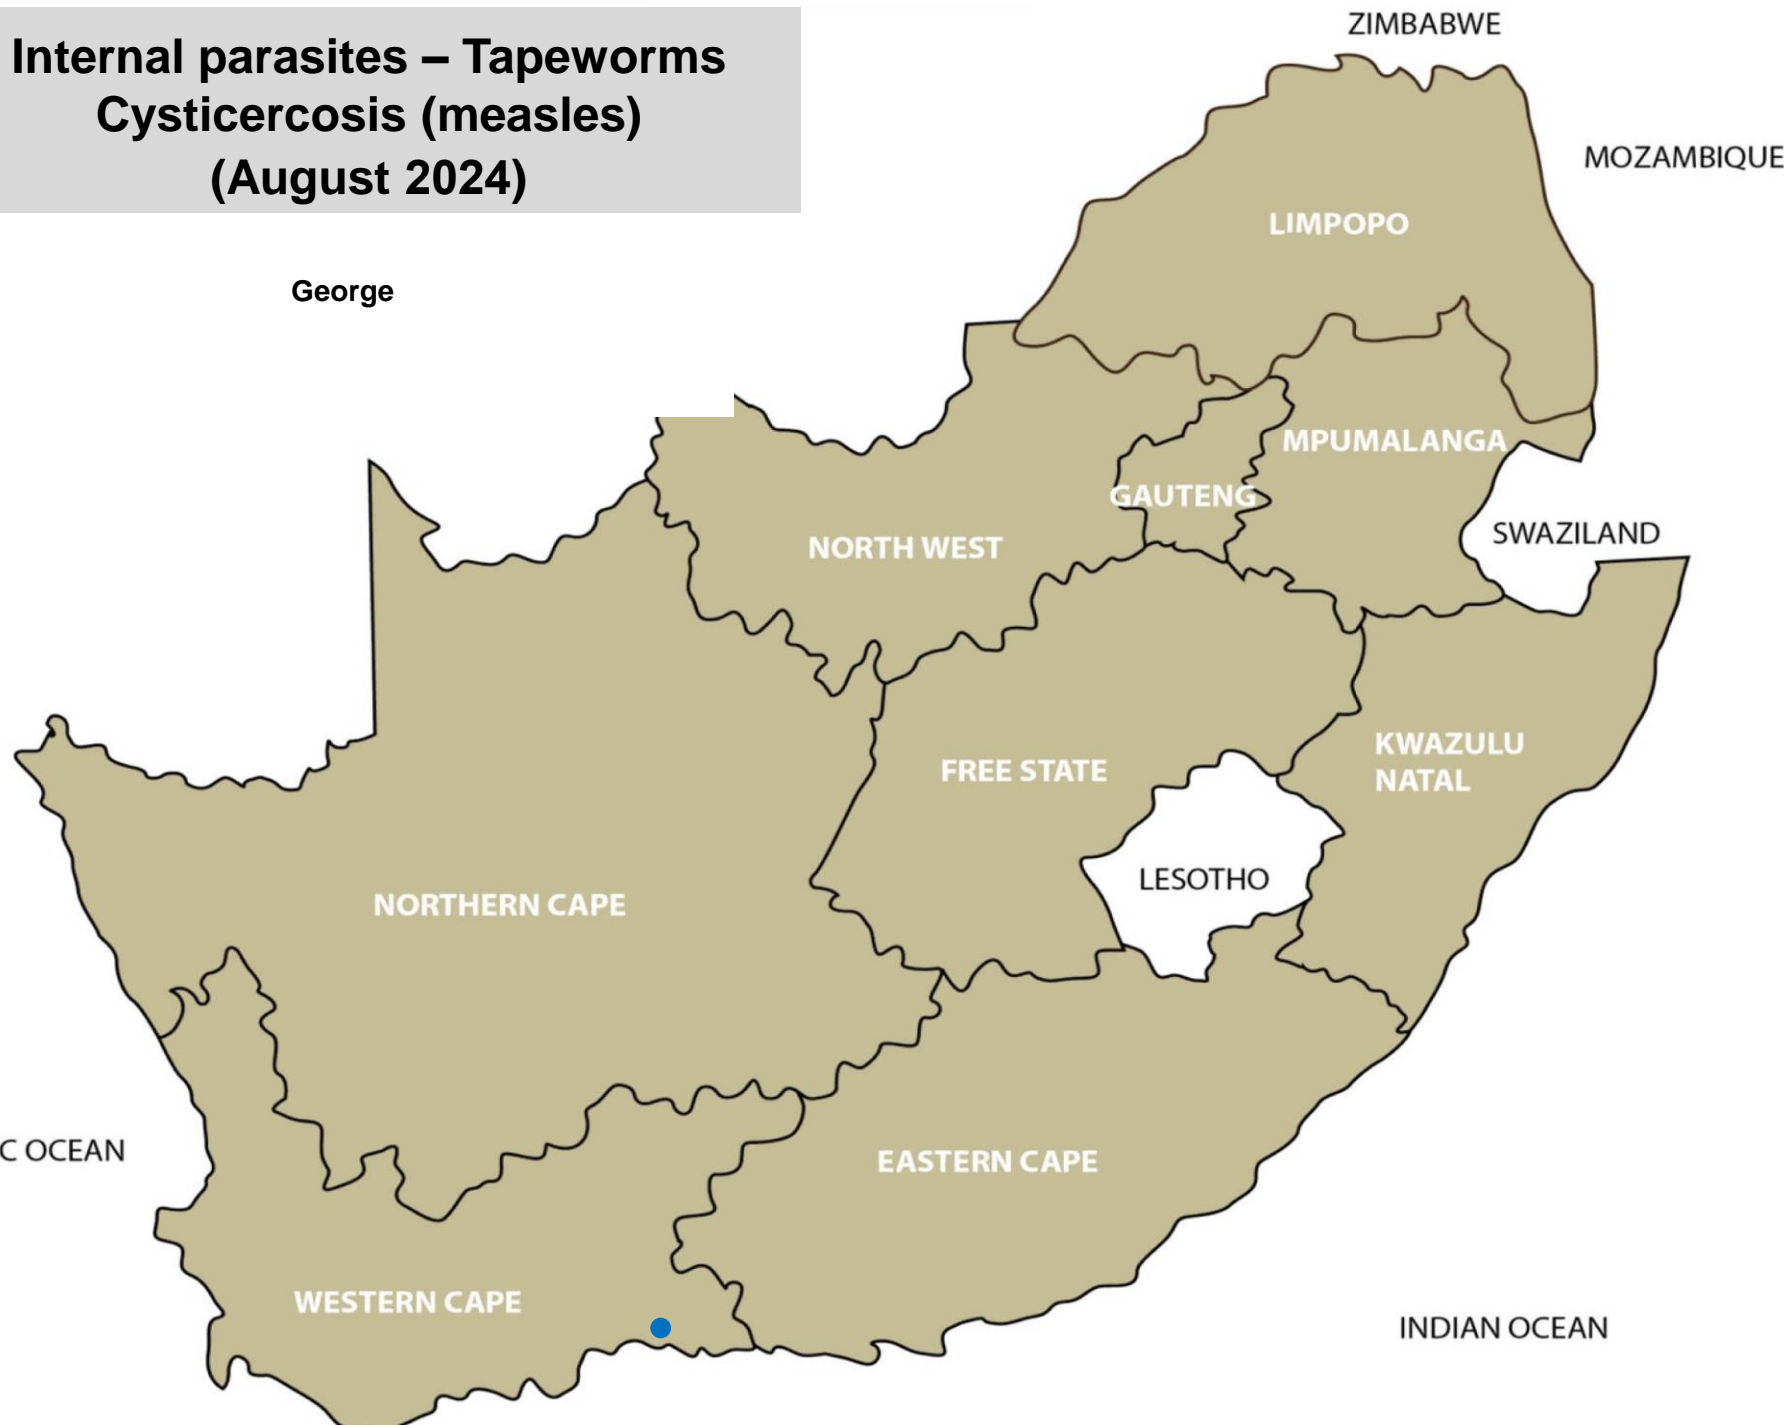 Internal parasites – Tapeworms
Cysticercosis (measles)
(August 2024)
George
ZIMBABWE
MOZAMBIQUE
LIMPOPO
MPUMALANGA
GAUTENG
NORTH WEST
SWAZILAND
FREE STATE
KWAZULU
NATAL
LESOTHO
NORTHERN CAPE
C OCEAN
EASTERN CAPE
WESTERN CAPE
INDIAN OCEAN